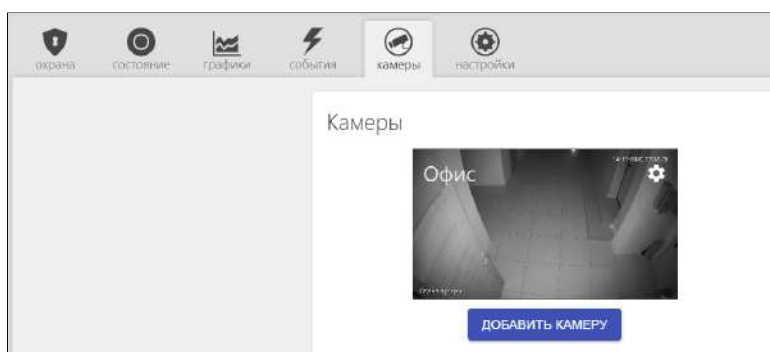 охрана состояние графики события камеры настройки
Камеры
Офис
ДОБАВИТЬ КАМЕРУ